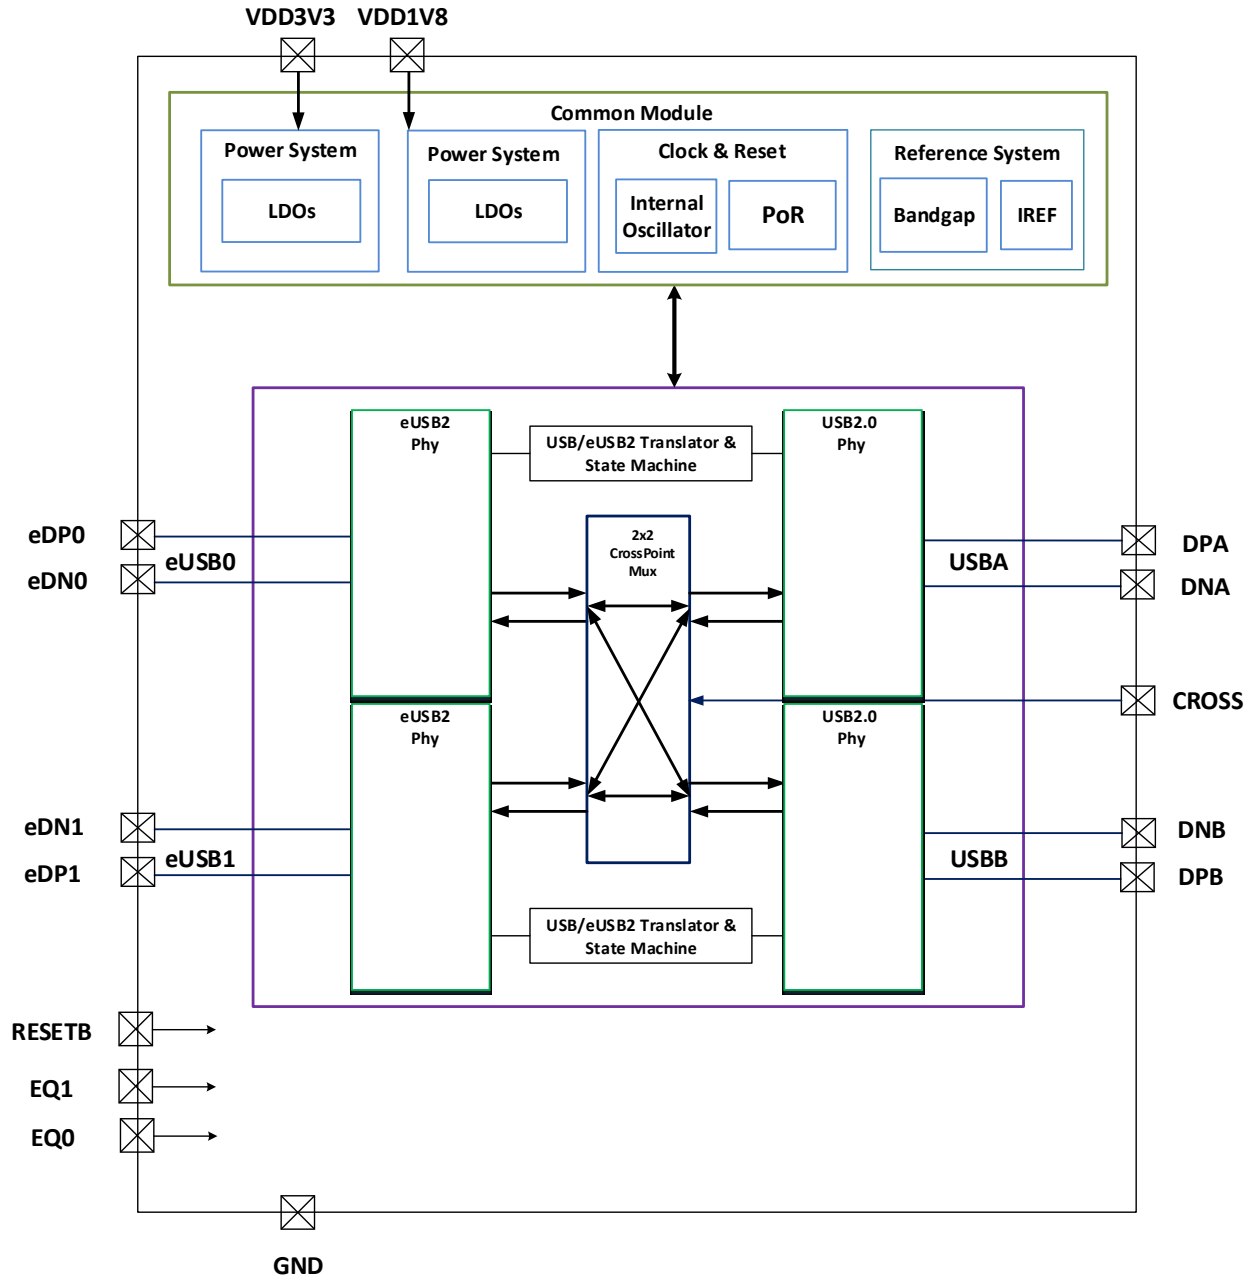 VDD3V3 VDD1V8
Common Module
Power System
LDOs
Power System
LDOs
Clock & Reset
Internal
Oscillator
PoR
Reference System
Bandgap
IREF
eUSB2
Phy
USB/eUSB2 Translator &
State Machine
USB2.0
Phy
2x2
CrossPoint
Mux
eDP0
eUSB0
eDN0
USBA
DPA
DNA
CROSS
eUSB2
Phy
USB2.0
Phy
eDN1
eUSB1
eDP1
USBB
DNB
DPB
USB/eUSB2 Translator &
State Machine
RESETB
EQ1
EQ0
GND